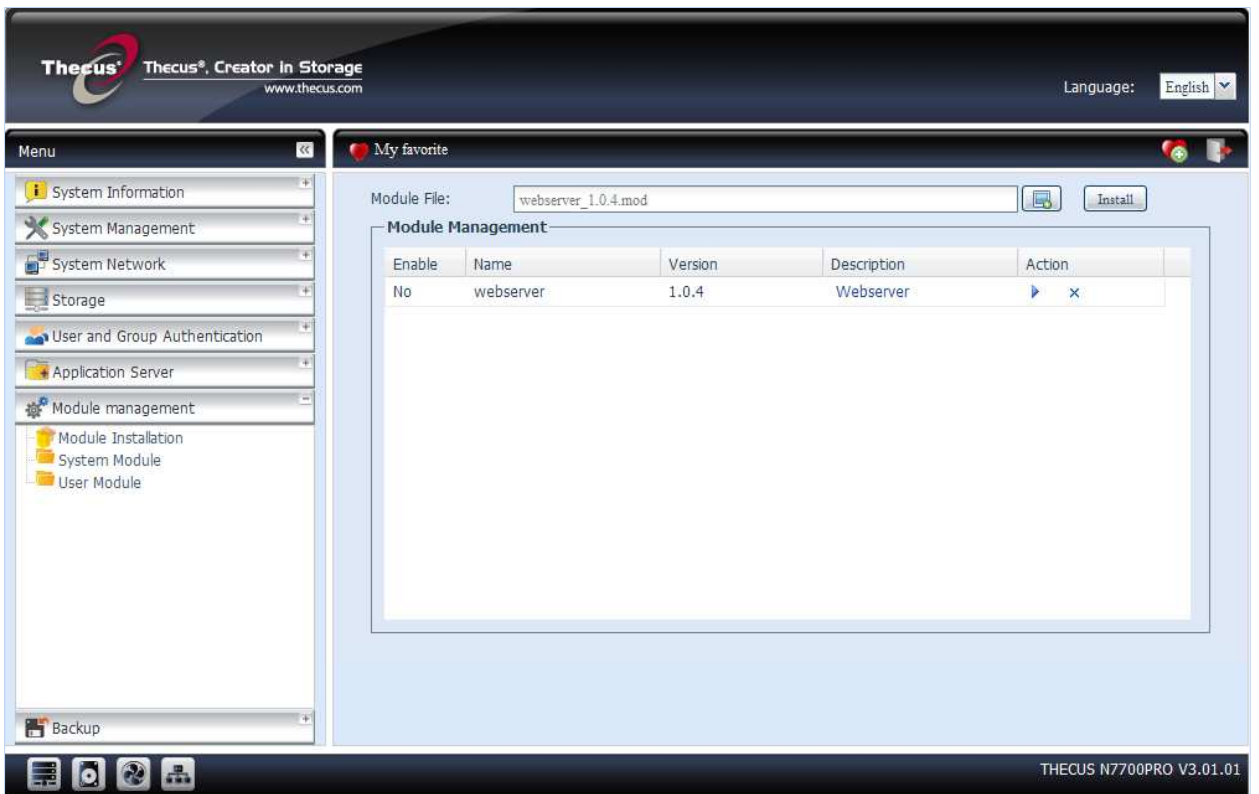 Thecus® Thecus®, Creator in Storage
www.thecus.com
Language: English
Menu
My favorite
System Information
System Management
System Network
Storage
User and Group Authentication
Application Server
Module management
Module Installation
System Module
User Module
Backup
Module File: webserver_1.0.4.mod Install
Module Management
Enable Name Version Description Action
No webserver 1.0.4 Webserver
THECUS N7700PRO V3.01.01